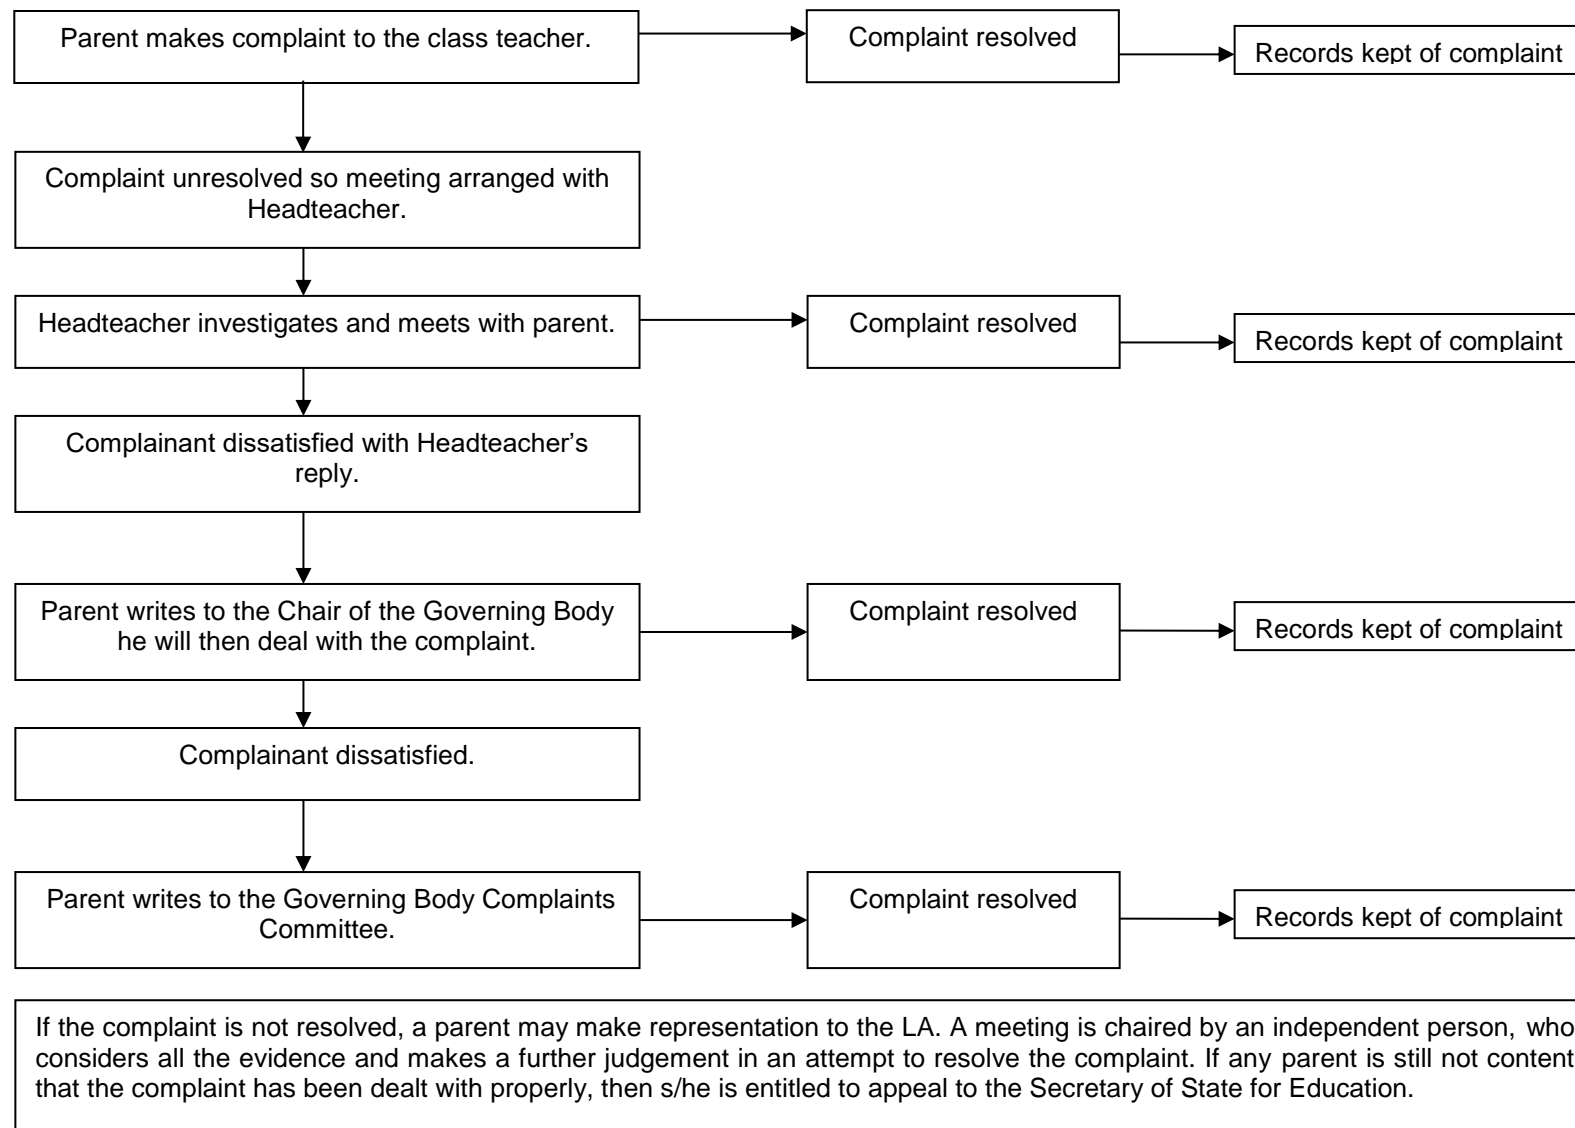 Parent makes complaint to the class teacher.
Complaint resolved
Records kept of complaint
Complaint unresolved so meeting arranged with
Headteacher.
Headteacher investigates and meets with parent.
Complaint resolved
Records kept of complaint
Complainant dissatisfied with Headteacher’s
reply.
Parent writes to the Chair of the Governing Body
he will then deal with the complaint.
Complaint resolved
Records kept of complaint
Complainant dissatisfied.
Parent writes to the Governing Body Complaints
Committee.
Complaint resolved
Records kept of complaint
If the complaint is not resolved, a parent may make representation to the LA. A meeting is chaired by an independent person, who
considers all the evidence and makes a further judgement in an attempt to resolve the complaint. If any parent is still not content
that the complaint has been dealt with properly, then s/he is entitled to appeal to the Secretary of State for Education.